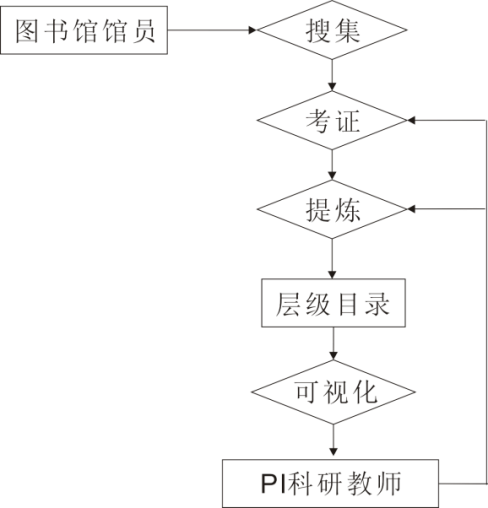 图书馆馆员
搜集
考证
提炼
层级目录
可视化
PI科研教师